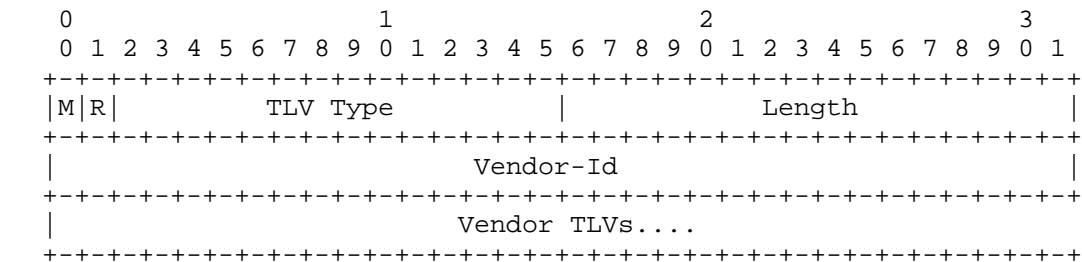 0                   1                   2                   3
 0 1 2 3 4 5 6 7 8 9 0 1 2 3 4 5 6 7 8 9 0 1 2 3 4 5 6 7 8 9 0 1
+-+-+-+-+-+-+-+-+-+-+-+-+-+-+-+-+-+-+-+-+-+-+-+-+-+-+-+-+-+-+-+-+
|M|R|         TLV Type          |            Length             |
+-+-+-+-+-+-+-+-+-+-+-+-+-+-+-+-+-+-+-+-+-+-+-+-+-+-+-+-+-+-+-+-+
|                          Vendor-Id                            |
+-+-+-+-+-+-+-+-+-+-+-+-+-+-+-+-+-+-+-+-+-+-+-+-+-+-+-+-+-+-+-+-+
|                         Vendor TLVs....
+-+-+-+-+-+-+-+-+-+-+-+-+-+-+-+-+-+-+-+-+-+-+-+-+-+-+-+-+-+-+-+-+